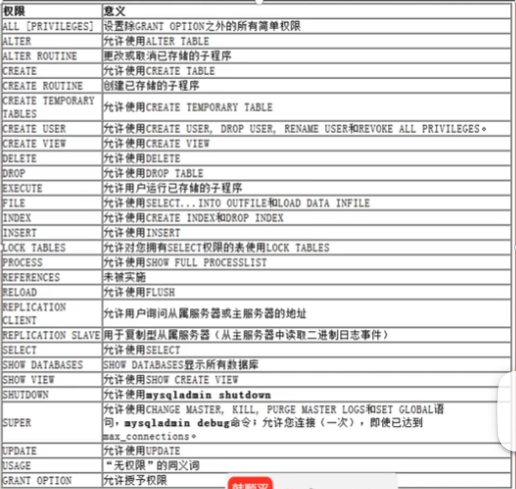 权限 意义
ALL [PRIVILEGES] 设置除GRANT OPTION之外的所有简单权限
ALTER 允许使用ALTER TABLE
ALTER ROUTINE 更改或取消已存储的子程序
CREATE 允许使用CREATE TABLE
CREATE ROUTINE 创建已存储的子程序
CREATE TEMPORARY
TABLES 允许使用CREATE TEMPORARY TABLE
CREATE USER 允许使用CREATE USER, DROP USER, RENAME USER和REVOKE ALL PRIVILEGES。
CREATE VIEW 允许使用CREATE VIEW
DELETE 允许使用DELETE
DROP 允许使用DROP TABLE
EXECUTE 允许用户运行已存储的子程序
FILE 允许使用SELECT...INTO OUTFILE和LOAD DATA INFILE
INDEX 允许使用CREATE INDEX和DROP INDEX
INSERT 允许使用INSERT
LOCK TABLES 允许对您拥有SELECT权限的表使用LOCK TABLES
PROCESS 允许使用SHOW FULL PROCESSLIST
REFERENCES 未被实施
RELOAD 允许使用FLUSH
REPLICATION
CLIENT 允许用户询问从属服务器或主服务器的地址
REPLICATION SLAVE 用于复制型从属服务器（从主服务器中读取二进制日志事件）
SELECT 允许使用SELECT
SHOW DATABASES SHOW DATABASES显示所有数据库
SHOW VIEW 允许使用SHOW CREATE VIEW
SHUTDOWN 允许使用mysqladmin shutdown
SUPER 允许使用CHANGE MASTER, KILL, PURGE MASTER LOGS和SET GLOBAL语
句，mysqladmin debug命令；允许您连接（一次），即使已达到
max_connections。
UPDATE 允许使用UPDATE
USAGE “无权限”的同义词
GRANT OPTION 允许授予权限